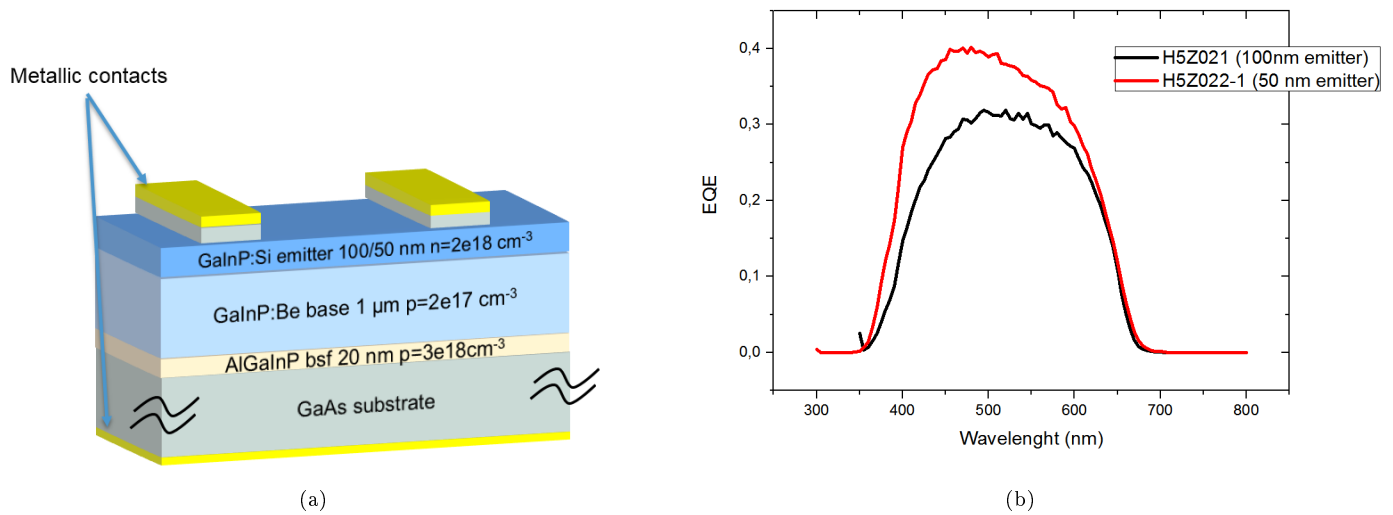 Metallic contacts
GaInP:Si emitter 100/50 nm n=2e18 cm-3
GaInP:Be base 1 µm p=2e17 cm-3
AlGaInP bsf 20 nm p=3e18cm-3
GaAs substrate
(a)
H5Z021 (100nm emitter)
H5Z022-1 (50 nm emitter)
EQE
0,4
0,3
0,2
0,1
0,0
300 400 500 600 700 800
Wavelenght (nm)
(b)